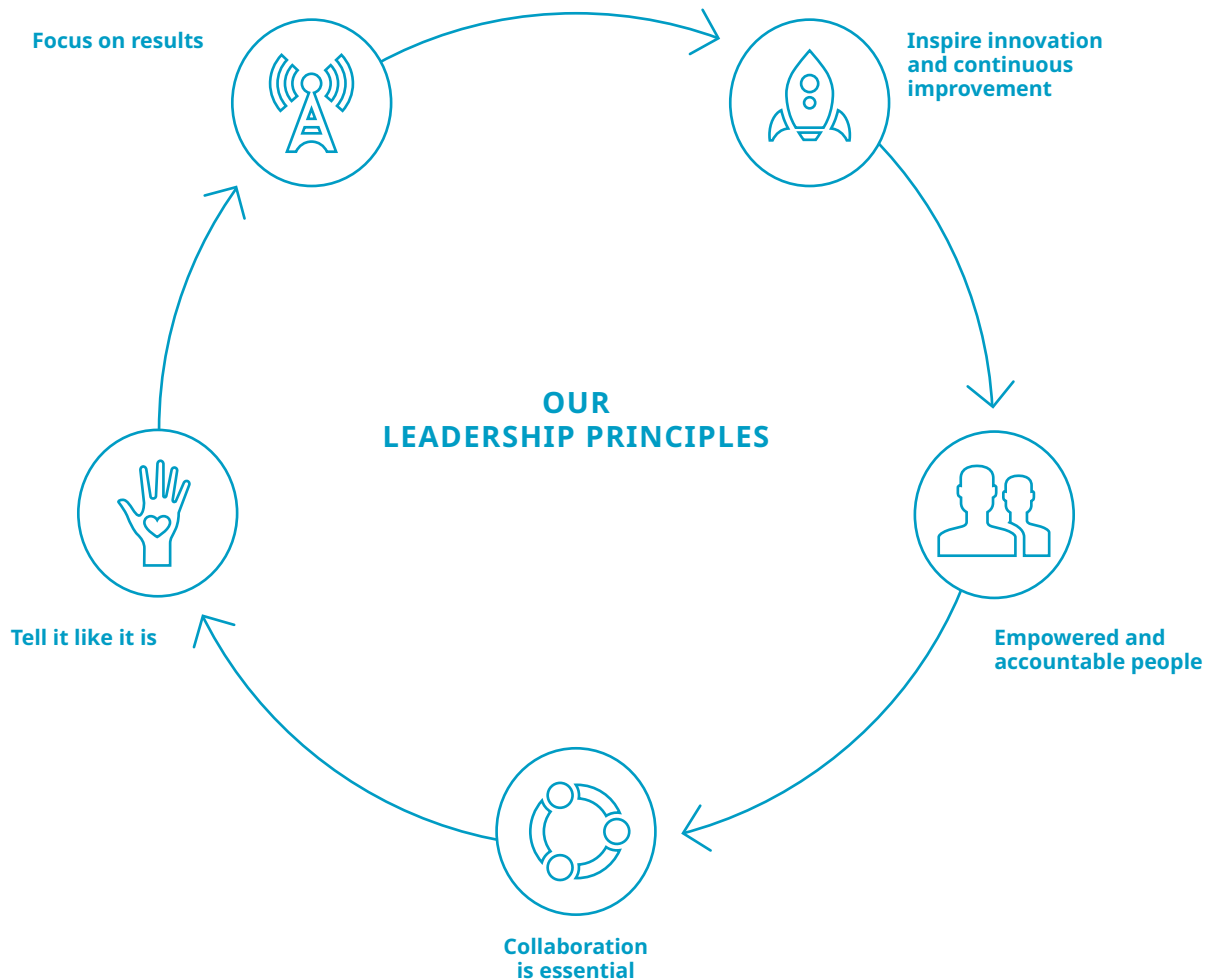 Focus on results
Inspire innovation
and continuous
improvement
OUR
LEADERSHIP PRINCIPLES
Tell it like it is
Empowered and
accountable people
Collaboration
is essential